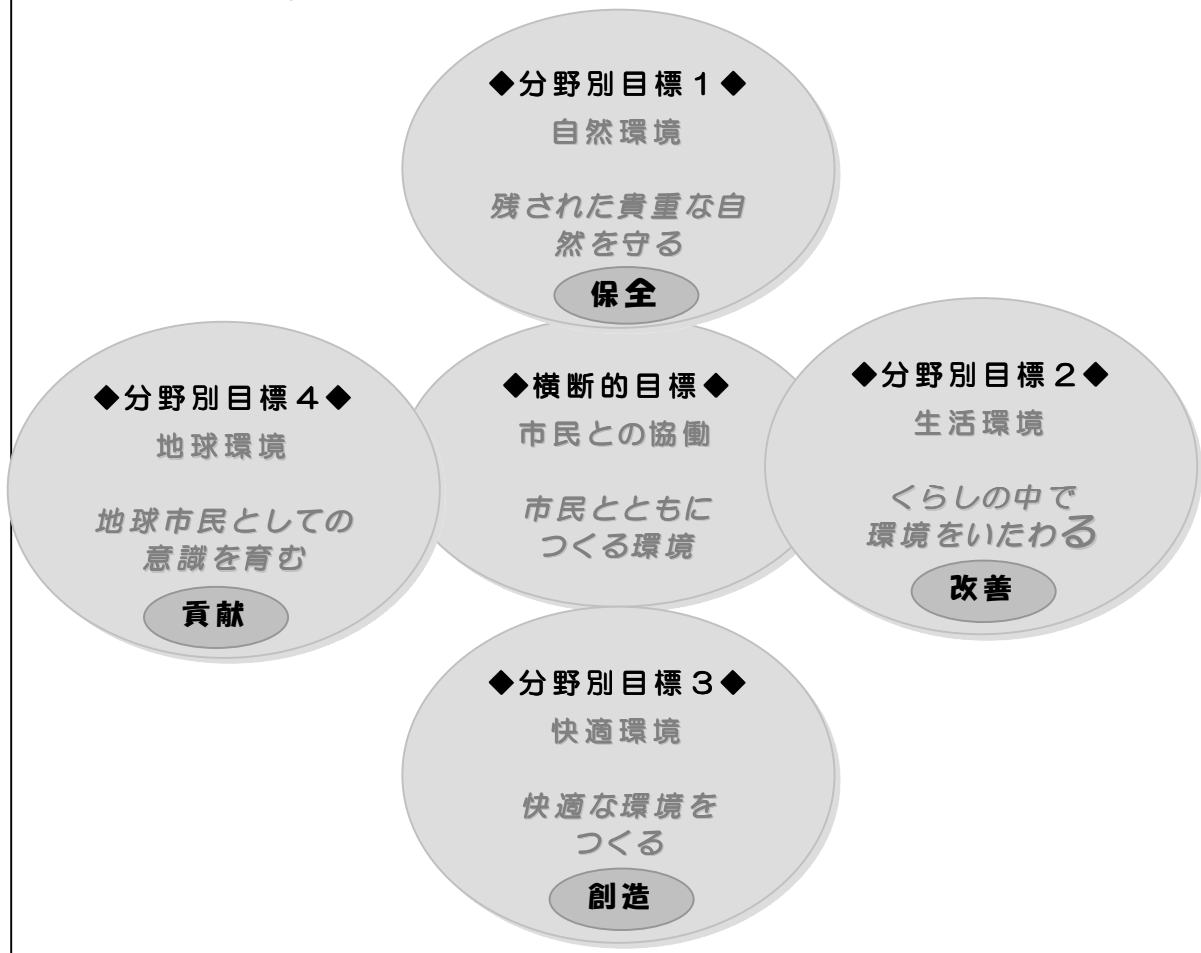 ◆分野別目標１◆
自然環境
残された貴重な自
然を守る
保全
◆分野別目標４◆
地球環境
地球市民としての
意識を育む
貢献
◆横断的目標◆
市民との協働
市民とともに
つくる環境
◆分野別目標２◆
生活環境
くらしの中で
環境をいたわる
改善
◆分野別目標３◆
快適環境
快適な環境を
つくる
創造